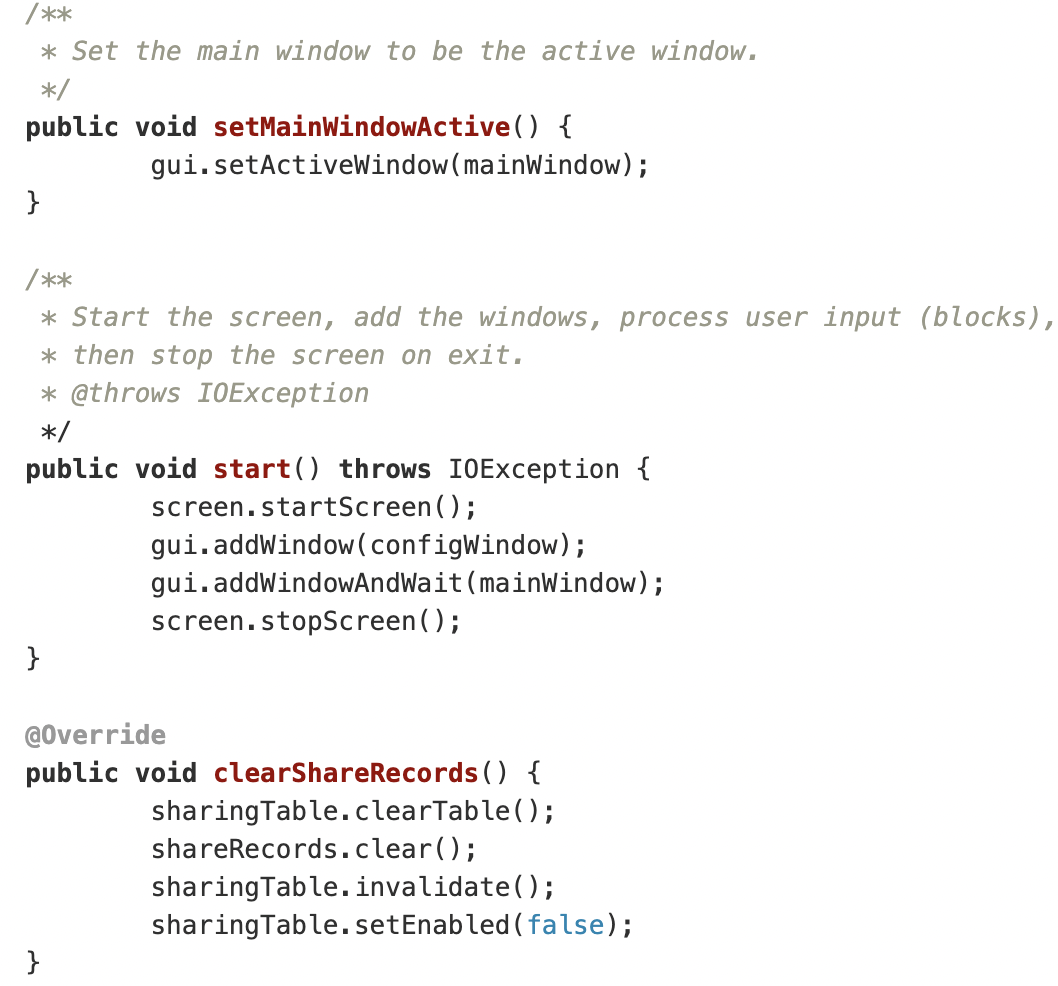 /**
 * Set the main window to be the active window.
 */
public void setMainWindowActive() {
        gui.setActiveWindow(mainWindow);
}

/**
 * Start the screen, add the windows, process user input (blocks),
 * then stop the screen on exit.
 * @throws IOException
 */
public void start() throws IOException {
        screen.startScreen();
        gui.addWindow(configWindow);
        gui.addWindowAndWait(mainWindow);
        screen.stopScreen();
}

@Override
public void clearShareRecords() {
        sharingTable.clearTable();
        shareRecords.clear();
        sharingTable.invalidate();
        sharingTable.setEnabled(false);
}